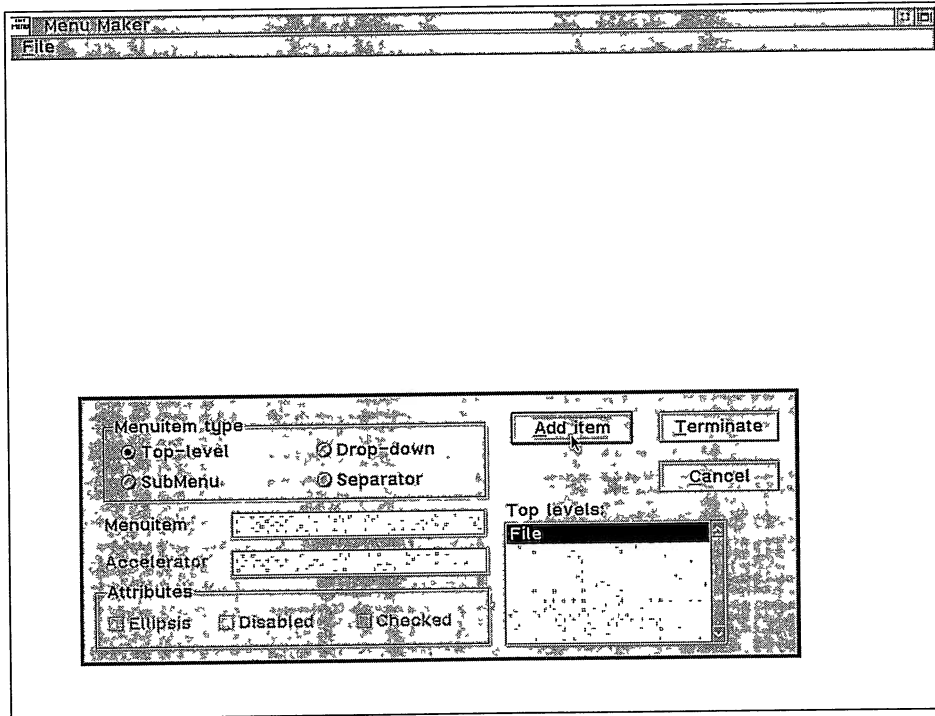 Menu Maker
File
Menuitem type
Top-level
Drop-down
SubMenu
Separator
Menuitem
Accelerator
Attributes
Ellipsis
Disabled
Checked
Add item
Terminate
Cancel
Top levels:
File